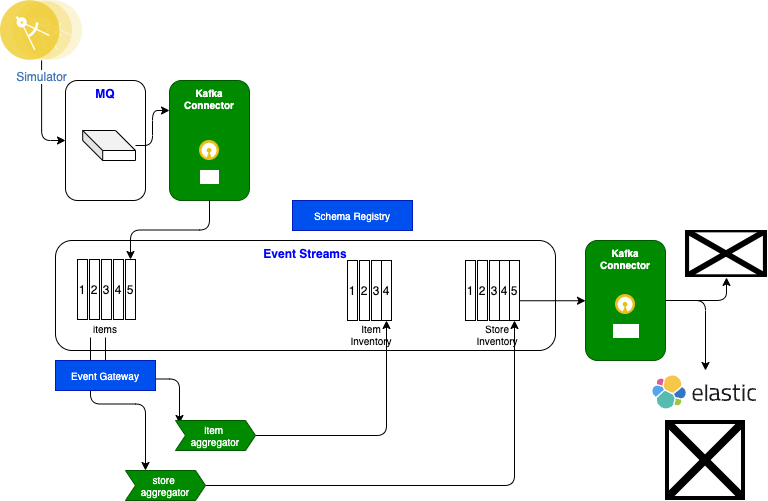 Simulator
MQ
Kafka
Connector
Schema Registry
Event Streams
1 2 3 4 5
items
1 2 3 4
Item
Inventory
1 2 3 4 5
Store
Inventory
Kafka
Connector
elastic
Event Gateway
item
aggregator
store
aggregator